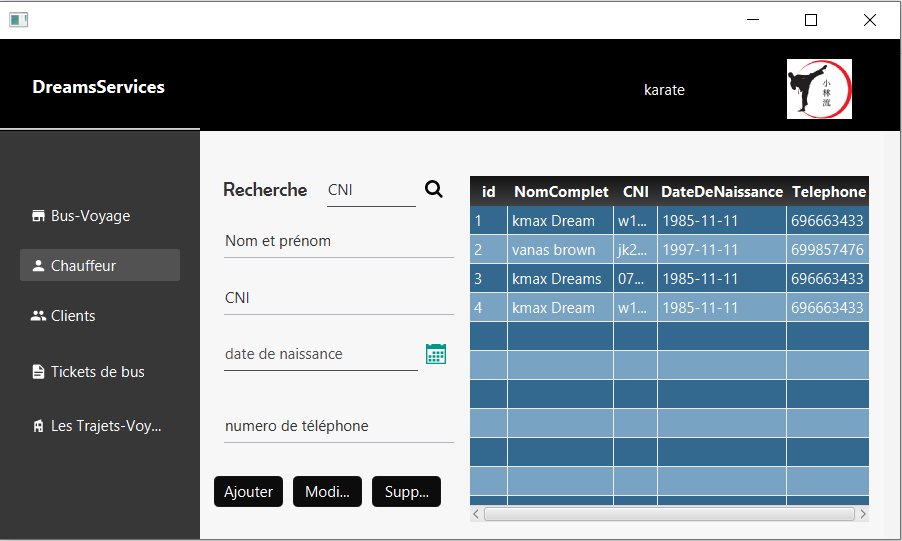 DreamsServices
karate
小
林
流
Bus-Voyage
Chauffeur
Clients
Tickets de bus
Les Trajets-Voy...
Recherche CNI
Nom et prénom
CNI
date de naissance
numero de téléphone
Ajouter Modi... Supp...
id NomComplet CNI DateDeNaissance Telephone
1 kmax Dream w1... 1985-11-11 696663433
2 vanas brown jk2... 1997-11-11 699857476
3 kmax Dreams 07... 1985-11-11 696663433
4 kmax Dream w1... 1985-11-11 696663433